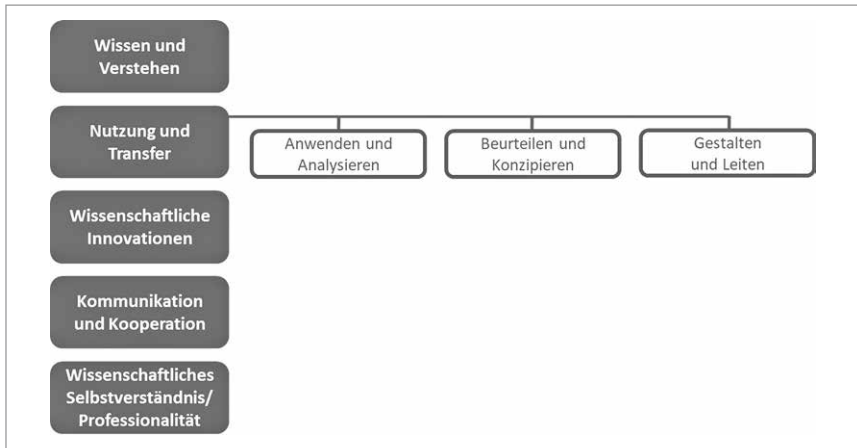 Wissen und
Verstehen
Nutzung und
Transfer
Anwenden und
Analysieren
Beurteilen und
Konzipieren
Gestalten
und Leiten
Wissenschaftliche
Innovationen
Kommunikation
und Kooperation
Wissenschaftliches
Selbstverständnis/
Professionalität